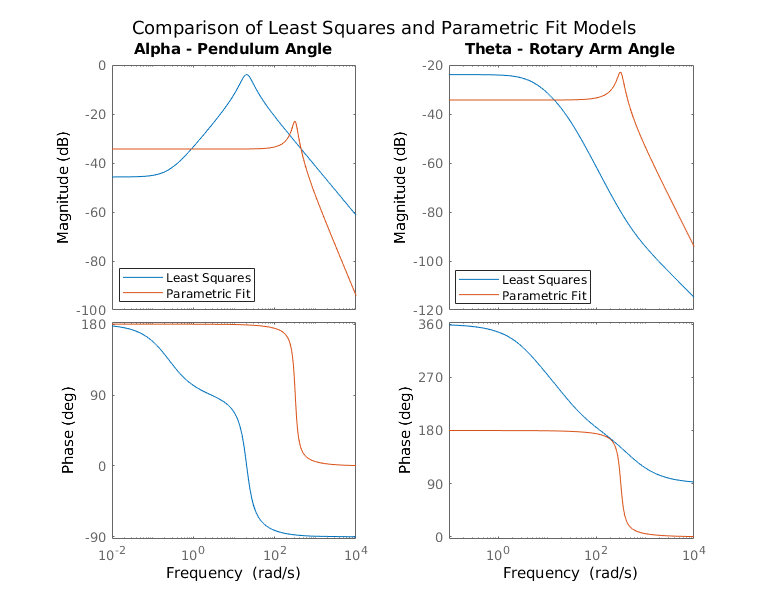 Comparison of Least Squares and Parametric Fit Models
Alpha - Pendulum Angle
Magnitude (dB)
0
-20
-40
-60
-80
-100
Least Squares
Parametric Fit
Phase (deg)
180
90
0
-90
10^-2 10^0 10^2 10^4
Frequency (rad/s)
Theta - Rotary Arm Angle
Magnitude (dB)
-20
-40
-60
-80
-100
-120
Least Squares
Parametric Fit
Phase (deg)
360
270
180
90
0
10^0 10^2 10^4
Frequency (rad/s)